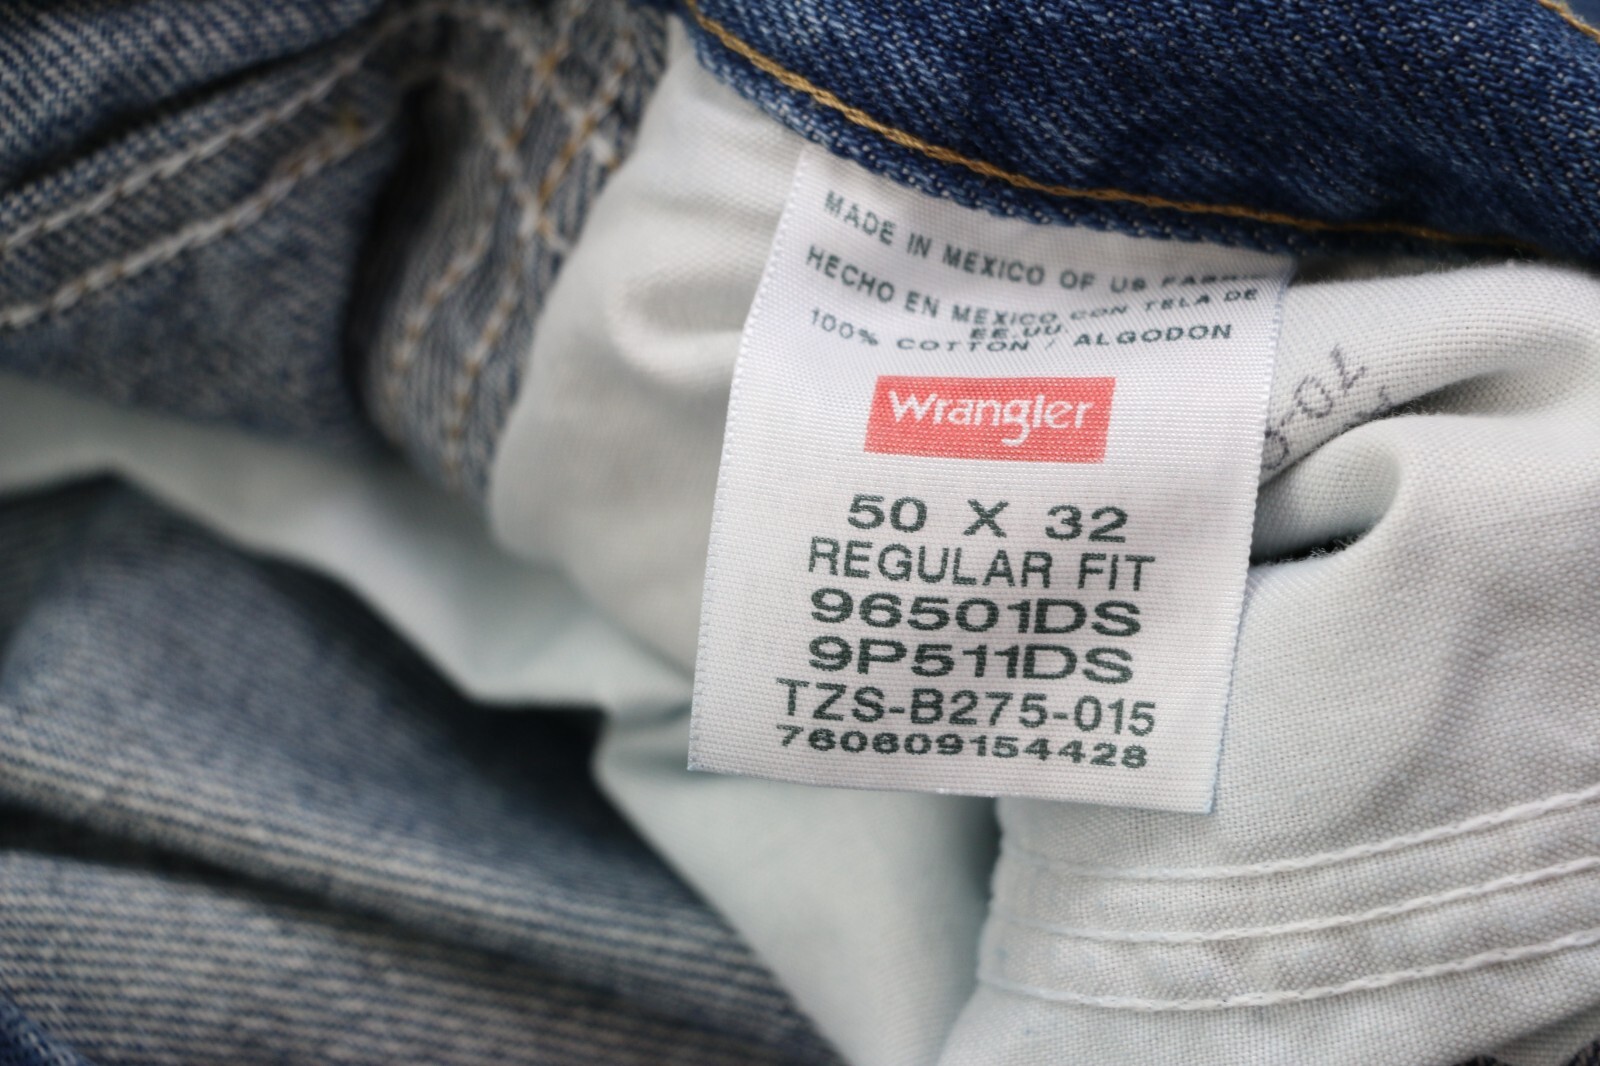 MADE IN MEXICO OF US FABRIC
HECHO EN MEXICO CON TELA DE
EE.UU.
100% COTTON / ALGODON
Wrangler
50 X 32
REGULAR FIT
96501DS
9P511DS
TZS-B275-015
760609154428